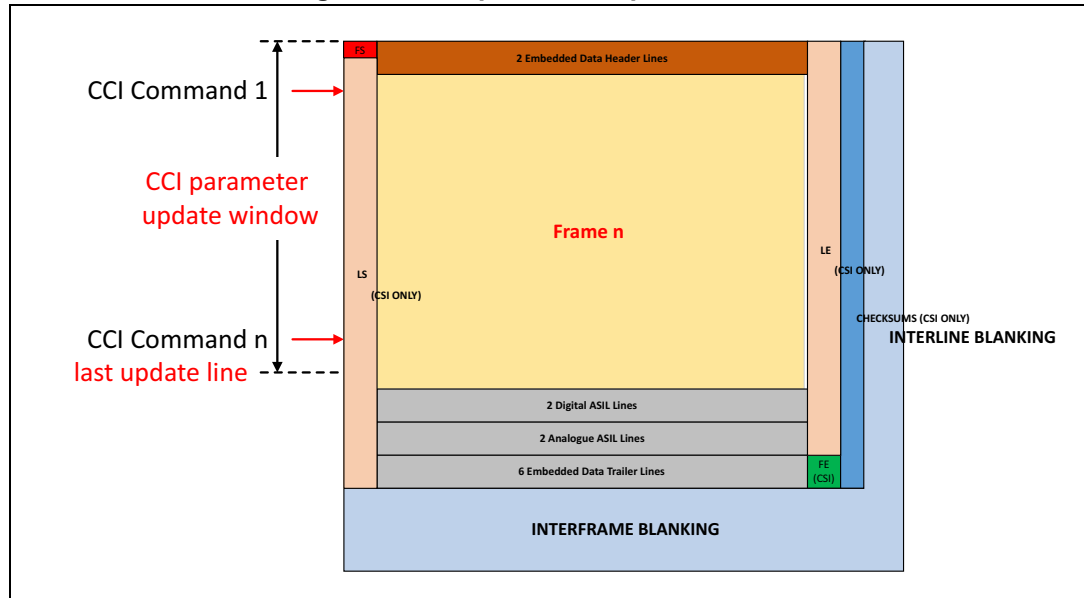 FS
2 Embedded Data Header Lines
CCI Command 1
CCI parameter
update window
Frame n
LS
(CSI ONLY)
LE
(CSI ONLY)
CHECKSUMS (CSI ONLY)
INTERLINE BLANKING
CCI Command n
last update line
2 Digital ASIL Lines
2 Analogue ASIL Lines
6 Embedded Data Trailer Lines
FE
(CSI)
INTERFRAME BLANKING